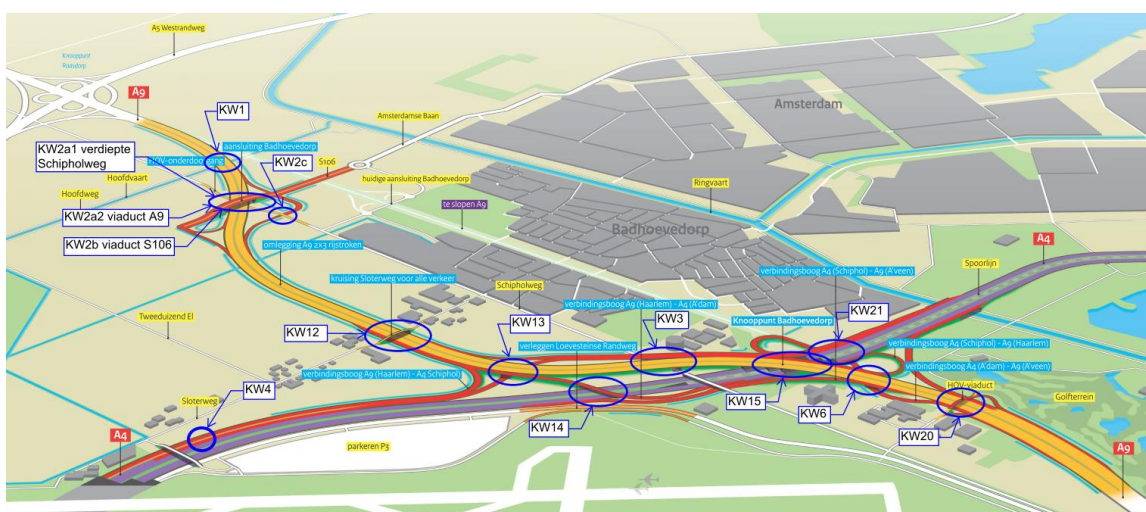 A5 Westrandweg
Knooppunt
Raasdorp
A9
KW1
Amsterdamse Baan
Amsterdam
KW2a1 verdiepte
Schipholweg
HOV-onderdoorgang
aansluiting Badhoevedorp
KW2c
S106
Hoofdvaart
huidige aansluiting Badhoevedorp
Ringvaart
Hoofdweg
te slopen A9
KW2a2 viaduct A9
Badhoevedorp
KW2b viaduct S106
A4
omlegging A9 2x3 rijstroken
verbindingsboog A4 (Schiphol) - A9 (A'veen)
Spoorlijn
kruising Sloterweg voor alle verkeer
Schipholweg
verbindingsboog A9 (Haarlem) - A4 (A'dam)
KW21
Tweeduizend El
KW13
KW3
Knooppunt Badhoevedorp
KW12
verleggen Loevesteinse Randweg
verbindingsboog A4 (Schiphol) - A9 (Haarlem)
verbindingsboog A9 (Haarlem) - A4 Schiphol)
verbindingsboog A4 (A'dam) - A9 (A'veen)
KW4
HOV-viaduct
Sloterweg
KW15
Golfterrein
KW6
KW14
A4
parkeren P3
KW20
A9